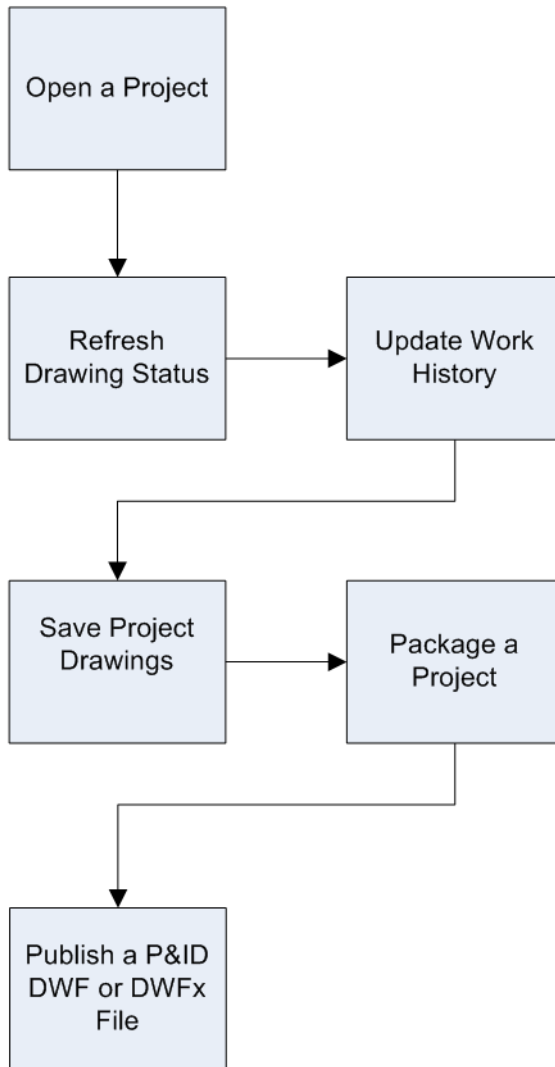 Open a Project
Refresh
Drawing Status
Update Work
History
Save Project
Drawings
Package a
Project
Publish a P&ID
DWF or DWFx
File